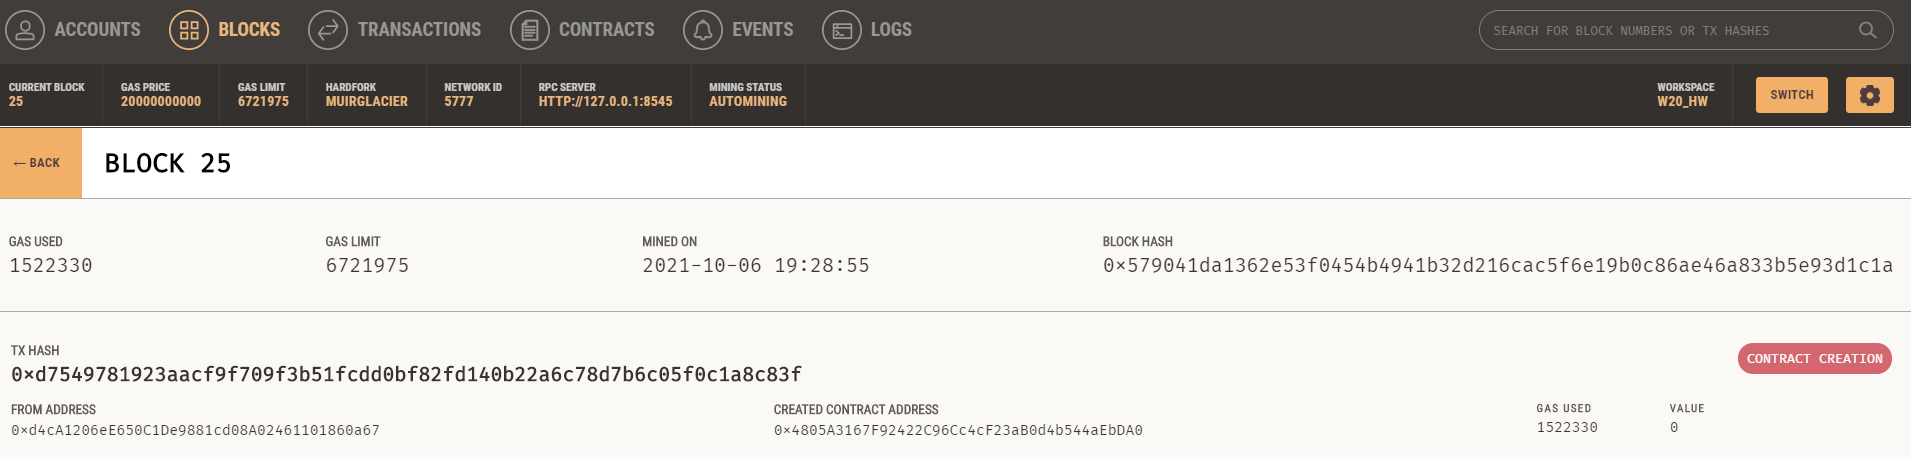 ACCOUNTS BLOCKS TRANSACTIONS CONTRACTS EVENTS LOGS SEARCH FOR BLOCK NUMBERS OR TX HASHES
CURRENT BLOCK GAS PRICE GAS LIMIT HARDFORK NETWORK ID RPC SERVER MINING STATUS WORKSPACE
25 20000000000 6721975 MUIRGLACIER 5777 HTTP://127.0.0.1:8545 AUTOMINING W20_HW SWITCH
← BACK BLOCK 25
GAS USED GAS LIMIT MINED ON BLOCK HASH
1522330 6721975 2021-10-06 19:28:55 0×579041da1362e53f0454b4941b32d216cac5f6e19b0c86ae46a833b5e93d1c1a
TX HASH
0×d7549781923aacf9f709f3b51fcdd0bf82fd140b22a6c78d7b6c05f0c1a8c83f CONTRACT CREATION
FROM ADDRESS CREATED CONTRACT ADDRESS GAS USED VALUE
0×d4cA1206eE650C1De9881cd08A02461101860a67 0×4805A3167F92422C96Cc4cF23aB0d4b544aEbDA0 1522330 0